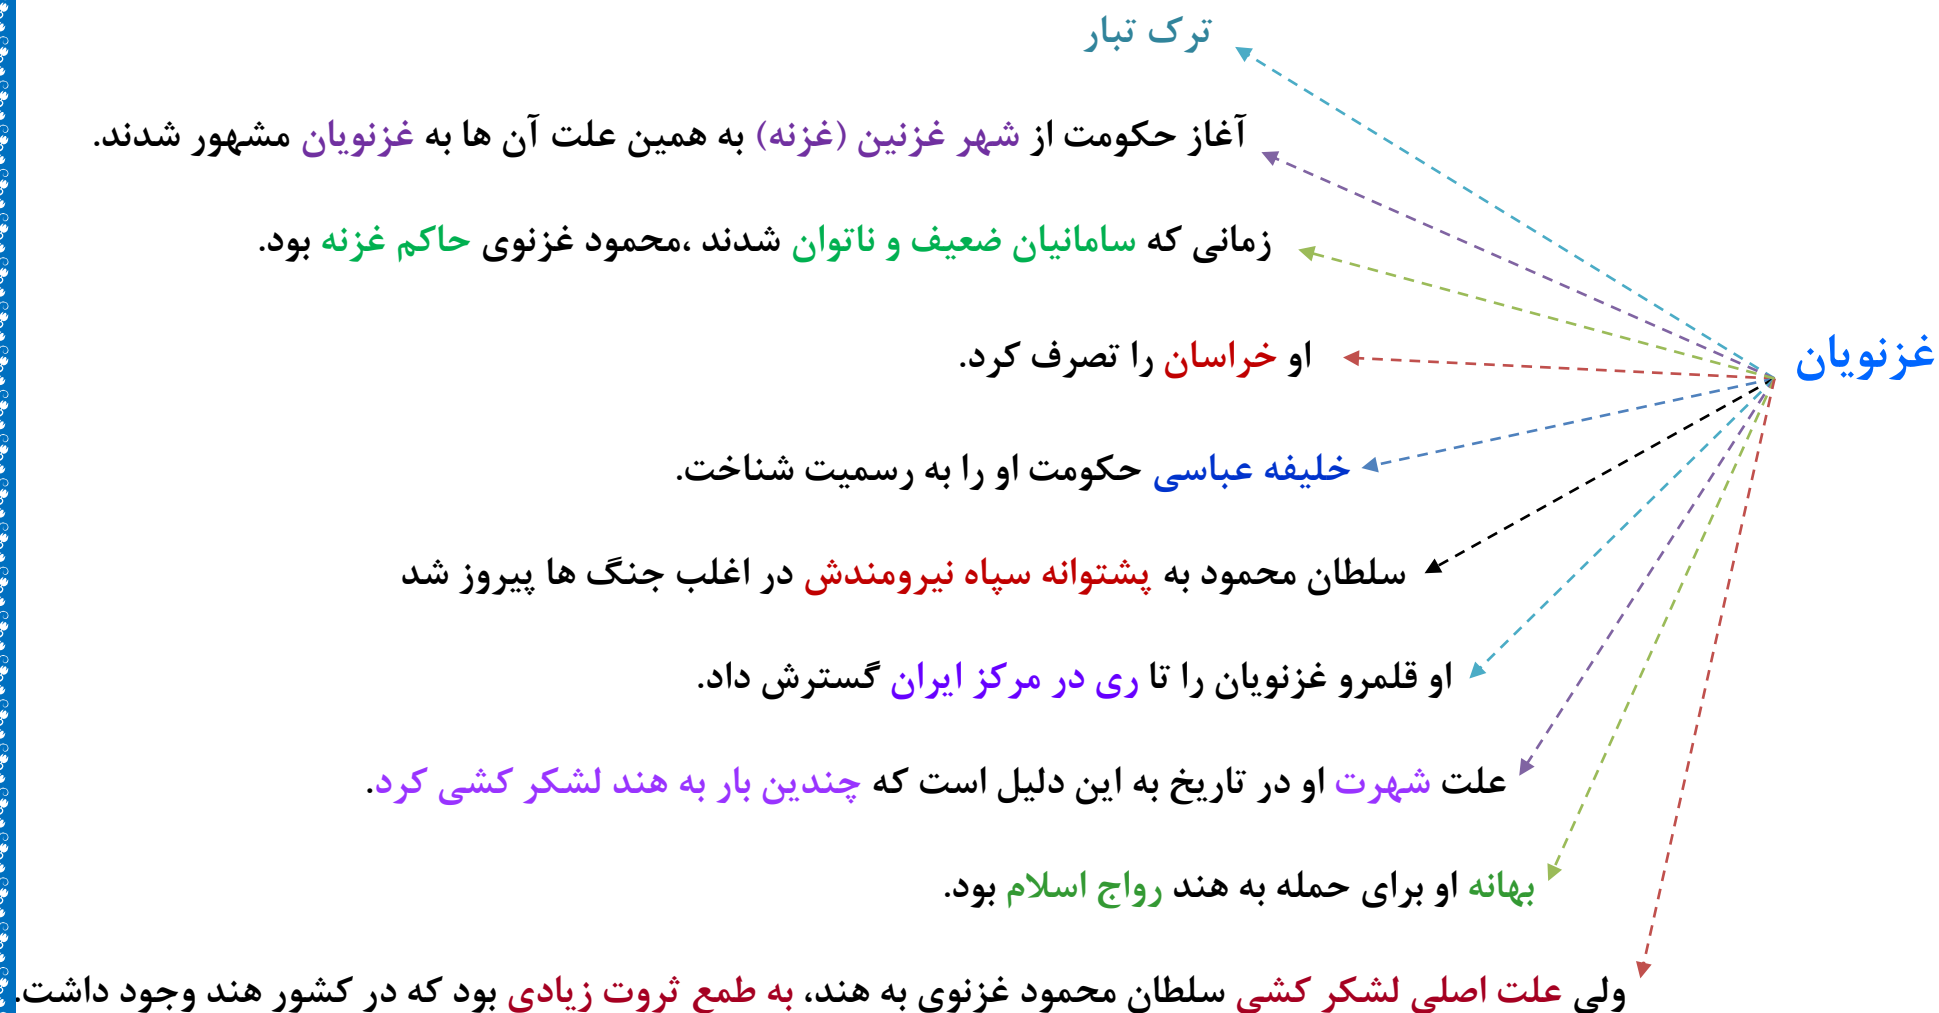 ترک تبار
آغاز حکومت از شهر غزنین (غزنه) به همین علت آن ها به غزنویان مشهور شدند.
زمانی که سامانیان ضعیف و ناتوان شدند ،محمود غزنوی حاکم غزنه بود.
غزنویان
او خراسان را تصرف کرد.
خلیفه عباسی حکومت او را به رسمیت شناخت.
سلطان محمود به پشتوانه سپاه نیرومندش در اغلب جنگ ها پیروز شد
او قلمرو غزنویان را تا ری در مرکز ایران گسترش داد.
علت شهرت او در تاریخ به این دلیل است که چندین بار به هند لشکر کشی کرد.
بهانه او برای حمله به هند رواج اسلام بود.
ولی علت اصلی لشکر کشی سلطان محمود غزنوی به هند، به طمع ثروت زیادی بود که در کشور هند وجود داشت.